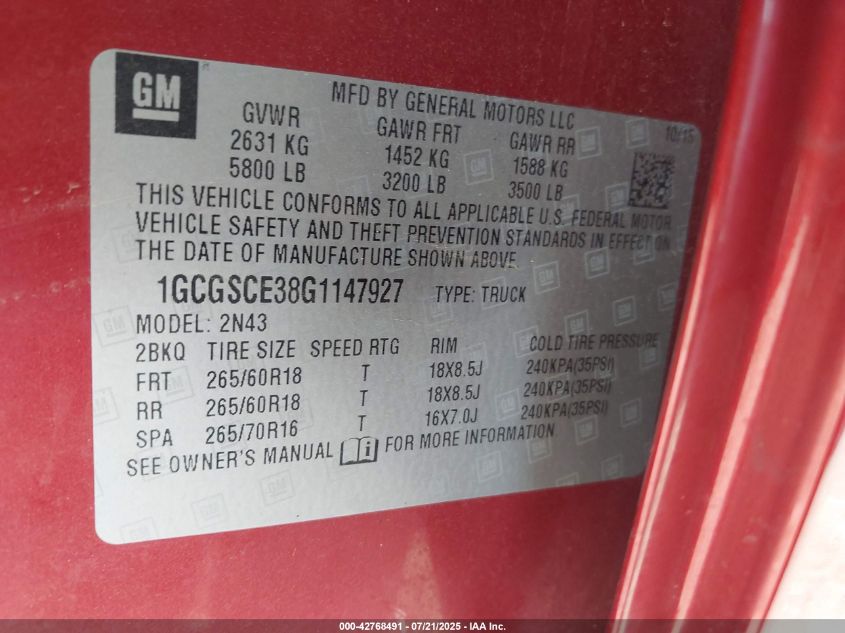 GM
MFD BY GENERAL MOTORS LLC
10/15
GVWR GAWR FRT GAWR RR
2631 KG 1452 KG 1588 KG
5800 LB 3200 LB 3500 LB
THIS VEHICLE CONFORMS TO ALL APPLICABLE U.S. FEDERAL MOTOR
VEHICLE SAFETY AND THEFT PREVENTION STANDARDS IN EFFECT ON
THE DATE OF MANUFACTURE SHOWN ABOVE.
1GCGSCE38G1147927 TYPE: TRUCK
MODEL: 2N43
2BKQ TIRE SIZE SPEED RTG RIM COLD TIRE PRESSURE
FRT 265/60R18 T 18X8.5J 240KPA(35PSI)
RR 265/60R18 T 18X8.5J 240KPA(35PSI)
SPA 265/70R16 T 16X7.0J 240KPA(35PSI)
SEE OWNER'S MANUAL i FOR MORE INFORMATION
000-42768491 - 07/21/2025 - IAA Inc.